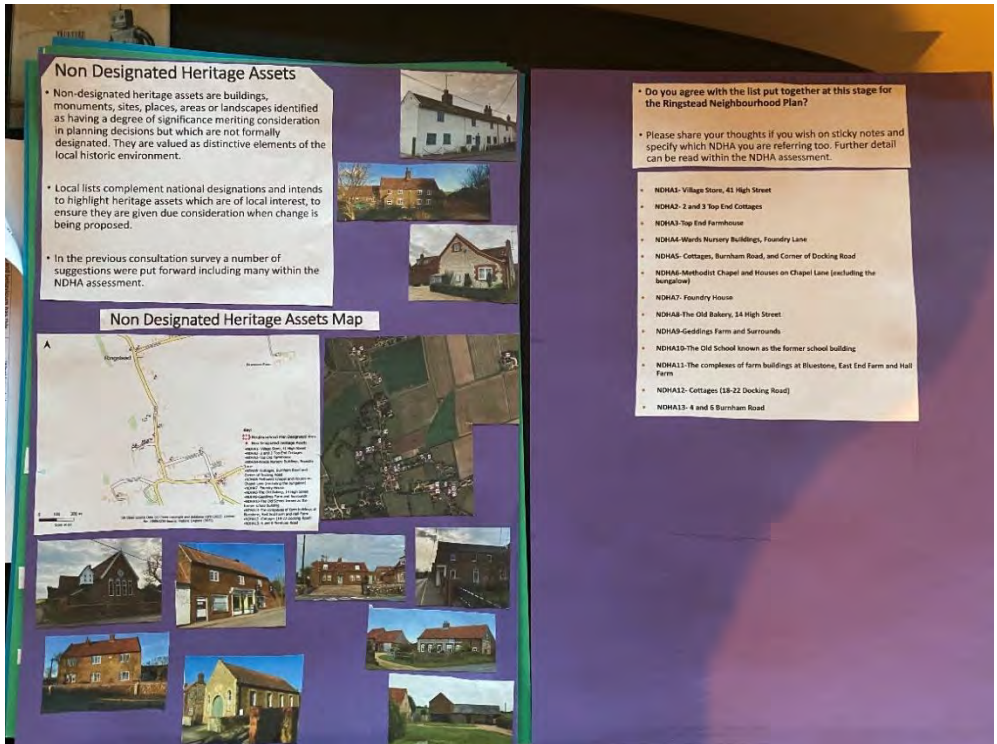 Non Designated Heritage Assets
• Non-designated heritage assets are buildings,
monuments, sites, places, areas or landscapes identified
as having a degree of significance meriting consideration
in planning decisions but which are not formally
designated. They are valued as distinctive elements of the
local historic environment.
• Local lists complement national designations and intends
to highlight heritage assets which are of local interest, to
ensure they are given due consideration when change is
being proposed.
• In the previous consultation survey a number of
suggestions were put forward including many within the
NDHA assessment.
Non Designated Heritage Assets Map
Ringstead
• Do you agree with the list put together at this stage for
the Ringstead Neighbourhood Plan?
• Please share your thoughts if you wish on sticky notes and
specify which NDHA you are referring too. Further detail
can be read within the NDHA assessment.
• NDHA1- Village Store, 41 High Street
• NDHA2- 2 and 3 Top End Cottages
• NDHA3-Top End Farmhouse
• NDHA4-Wards Nursery Buildings, Foundry Lane
• NDHA5- Cottages, Burnham Road, and Corner of Docking Road
• NDHA6-Methodist Chapel and Houses on Chapel Lane (excluding the
bungalow)
• NDHA7- Foundry House
• NDHA8-The Old Bakery, 14 High Street
• NDHA9-Geddings Farm and Surrounds
• NDHA10-The Old School known as the former school building
• NDHA11-The complexes of farm buildings at Bluestone, East End Farm and Hall
Farm
• NDHA12- Cottages (18-22 Docking Road)
• NDHA13- 4 and 6 Burnham Road